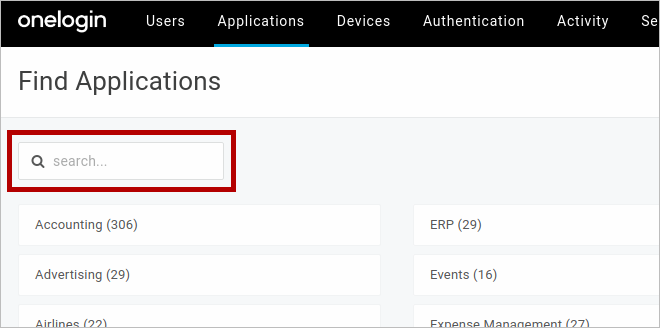 onelogin Users Applications Devices Authentication Activity Se
Find Applications
search...
Accounting (306) ERP (29)
Advertising (29) Events (16)
Airlines (22) Expense Management (27)